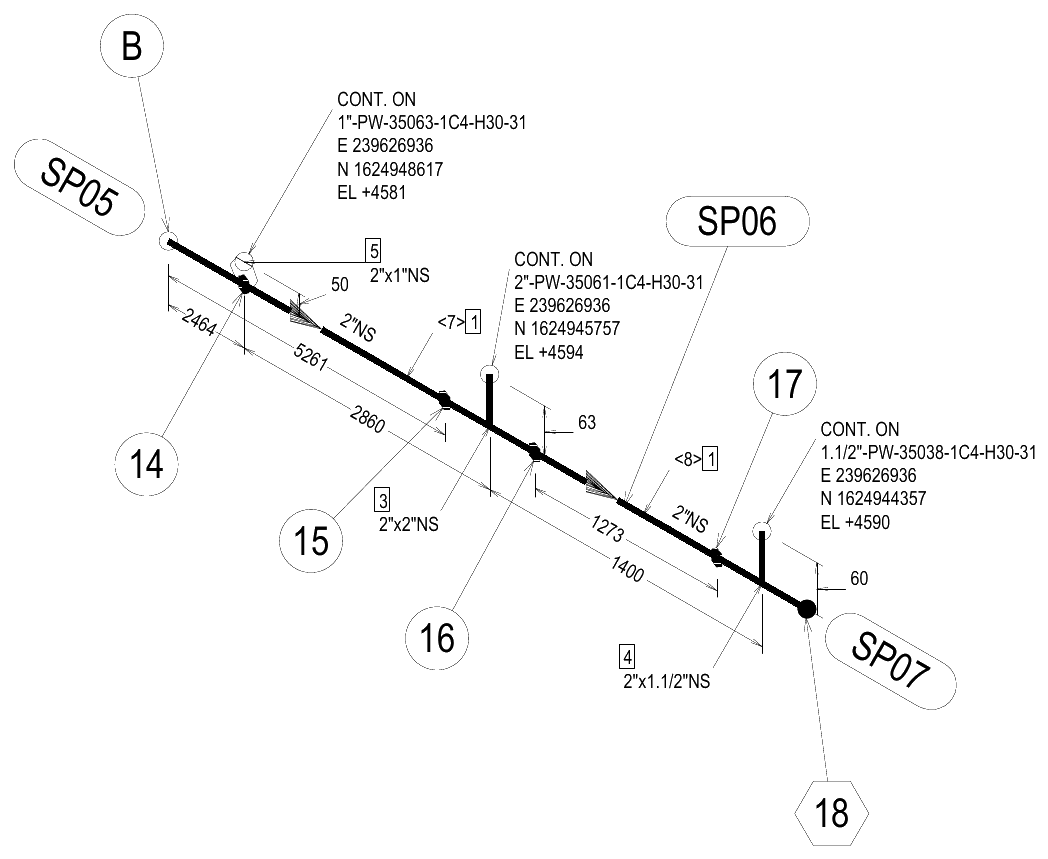 B
CONT. ON
1"-PW-35063-1C4-H30-31
E 239626936
N 1624948617
EL +4581
SP05
SP06
5
2"x1"NS
50
CONT. ON
2"-PW-35061-1C4-H30-31
E 239626936
N 1624945757
EL +4594
2464
2"NS
<7> 1
5261
17
2860
63
CONT. ON
1.1/2"-PW-35038-1C4-H30-31
E 239626936
N 1624944357
EL +4590
14
<8> 1
3
2"x2"NS
2"NS
1273
15
1400
60
16
4
2"x1.1/2"NS
SP07
18